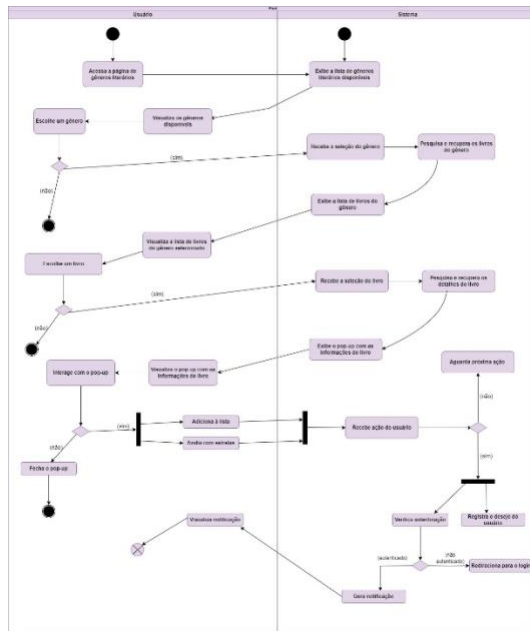 Usuário
Sistema
Acessa a página de
gêneros literários
Exibe a lista de gêneros
literários disponíveis
Escolhe um gênero
Visualiza os gêneros
disponíveis
(sim)
(não)
Recebe a seleção do gênero
Pesquisa e recupera os livros
do gênero
Exibe a lista de livros do
gênero
Visualiza a lista de livros
do gênero selecionado
Escolhe um livro
(sim)
(não)
Recebe a seleção do livro
Pesquisa e recupera os
detalhes do livro
Exibe o pop-up com as
informações do livro
Visualiza o pop-up com as
informações do livro
Interage com o pop-up
Aguarda próxima ação
(não)
(sim)
(não)
Adiciona à lista
Avalia com estrelas
Recebe ação do usuário
(sim)
Fecha o pop-up
Verifica autenticação
Registra o desejo do
usuário
Visualiza notificação
(autenticado)
(não
autenticado)
Redireciona para o login
Gera notificação